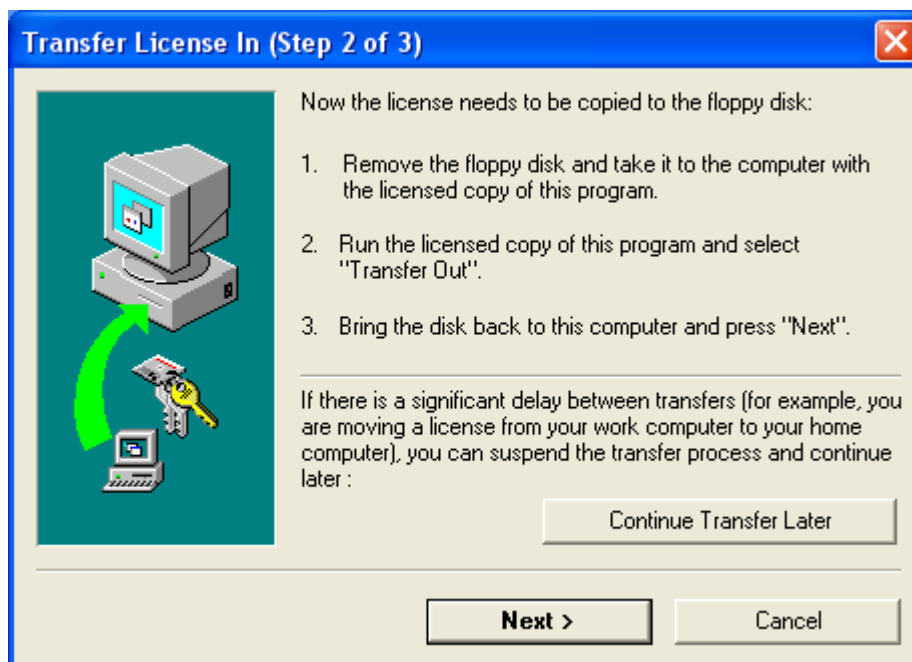 Transfer License In (Step 2 of 3)
Now the license needs to be copied to the floppy disk:
1. Remove the floppy disk and take it to the computer with
the licensed copy of this program.
2. Run the licensed copy of this program and select
"Transfer Out".
3. Bring the disk back to this computer and press "Next".
If there is a significant delay between transfers (for example, you
are moving a license from your work computer to your home
computer), you can suspend the transfer process and continue
later :
Continue Transfer Later
Next >
Cancel